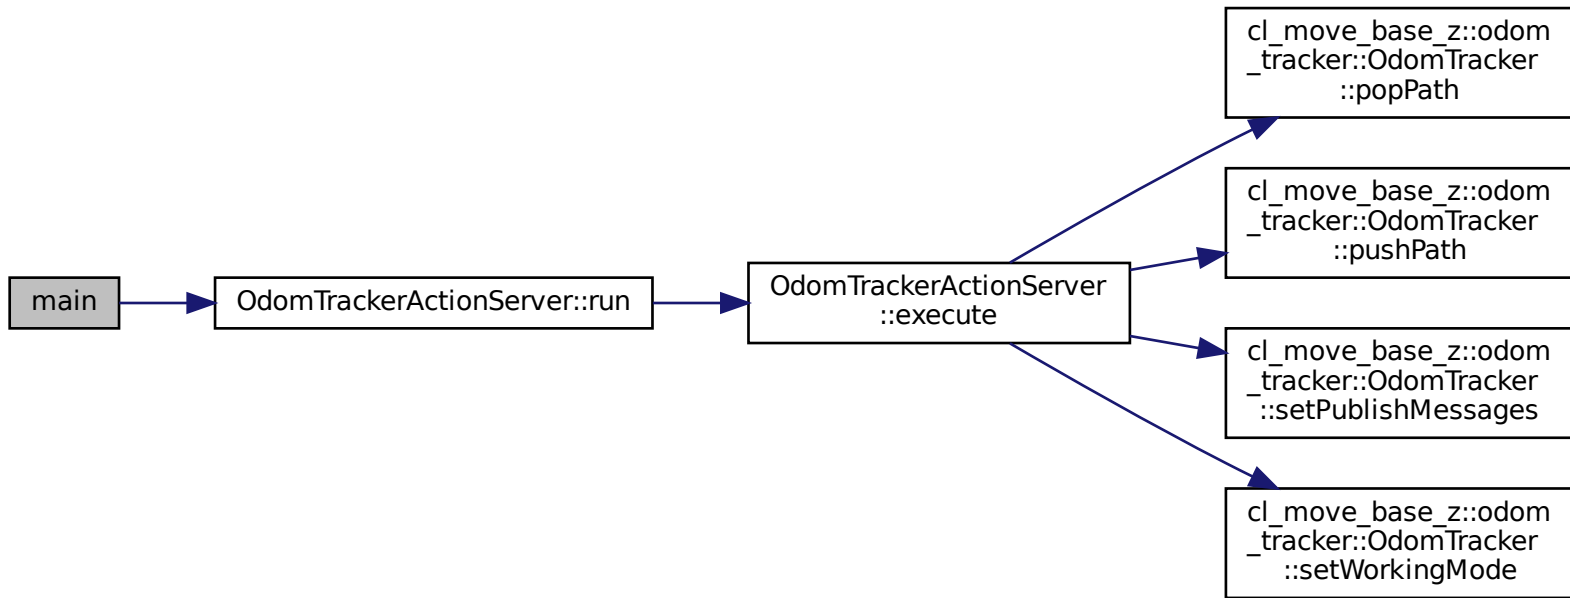 main
OdomTrackerActionServer::run
OdomTrackerActionServer
::execute
cl_move_base_z::odom
_tracker::OdomTracker
::popPath
cl_move_base_z::odom
_tracker::OdomTracker
::pushPath
cl_move_base_z::odom
_tracker::OdomTracker
::setPublishMessages
cl_move_base_z::odom
_tracker::OdomTracker
::setWorkingMode